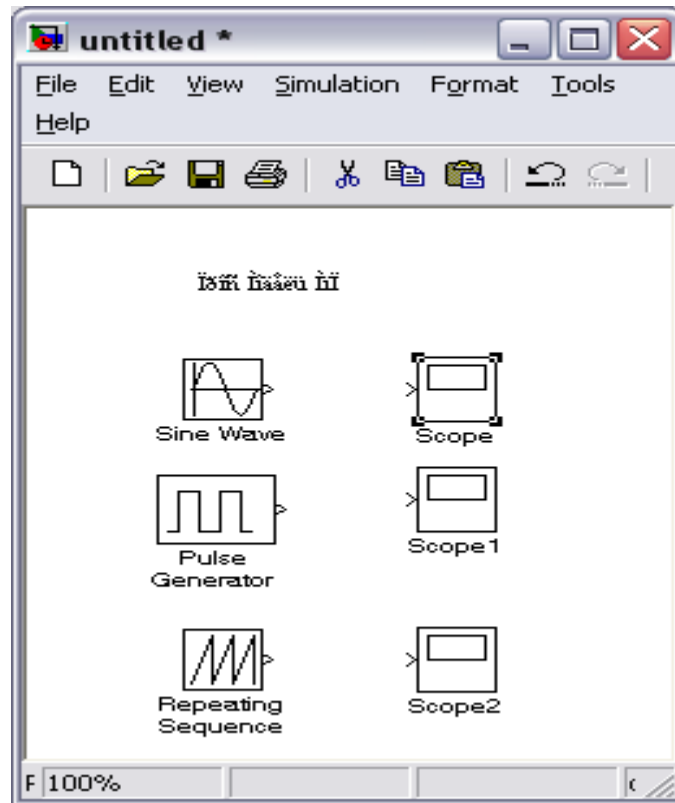 untitled *
File Edit View Simulation Format Tools
Help
Sine Wave
Scope
Pulse
Generator
Scope1
Repeating
Sequence
Scope2
F 100%